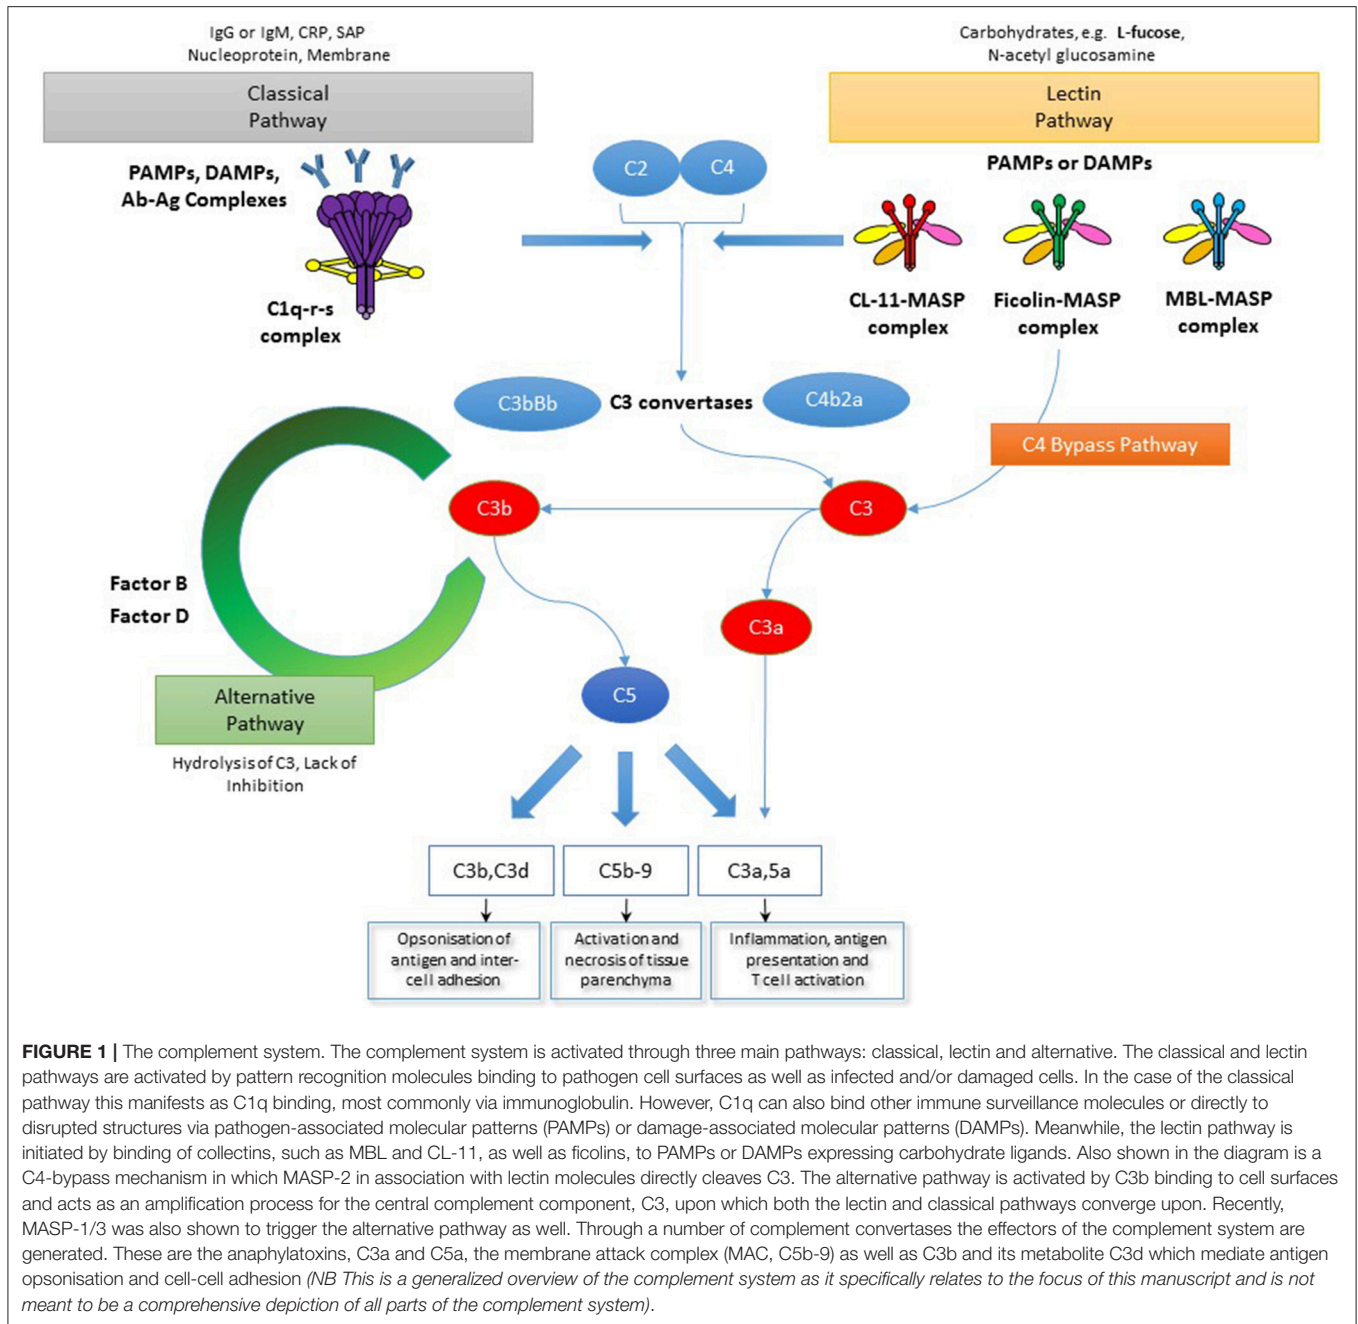 IgG or IgM, CRP, SAP
Nucleoprotein, Membrane
Classical
Pathway
PAMPs, DAMPs,
Ab-Ag Complexes
C1q-r-s
complex
C2
C4
Carbohydrates, e.g. L-fucose,
N-acetyl glucosamine
Lectin
Pathway
PAMPs or DAMPs
CL-11-MASP
complex
Ficolin-MASP
complex
MBL-MASP
complex
C3bBb
C3 convertases
C4b2a
C4 Bypass Pathway
C3b
C3
C3a
Factor B
Factor D
C5
Alternative
Pathway
Hydrolysis of C3, Lack of
Inhibition
C3b,C3d
C5b-9
C3a,5a
Opsonisation of
antigen and inter-
cell adhesion
Activation and
necrosis of tissue
parenchyma
Inflammation, antigen
presentation and
T cell activation
FIGURE 1 | The complement system. The complement system is activated through three main pathways: classical, lectin and alternative. The classical and lectin
pathways are activated by pattern recognition molecules binding to pathogen cell surfaces as well as infected and/or damaged cells. In the case of the classical
pathway this manifests as C1q binding, most commonly via immunoglobulin. However, C1q can also bind other immune surveillance molecules or directly to
disrupted structures via pathogen-associated molecular patterns (PAMPs) or damage-associated molecular patterns (DAMPs). Meanwhile, the lectin pathway is
initiated by binding of collectins, such as MBL and CL-11, as well as ficolins, to PAMPs or DAMPs expressing carbohydrate ligands. Also shown in the diagram is a
C4-bypass mechanism in which MASP-2 in association with lectin molecules directly cleaves C3. The alternative pathway is activated by C3b binding to cell surfaces
and acts as an amplification process for the central complement component, C3, upon which both the lectin and classical pathways converge upon. Recently,
MASP-1/3 was also shown to trigger the alternative pathway as well. Through a number of complement convertases the effectors of the complement system are
generated. These are the anaphylatoxins, C3a and C5a, the membrane attack complex (MAC, C5b-9) as well as C3b and its metabolite C3d which mediate antigen
opsonisation and cell-cell adhesion (NB This is a generalized overview of the complement system as it specifically relates to the focus of this manuscript and is not
meant to be a comprehensive depiction of all parts of the complement system).